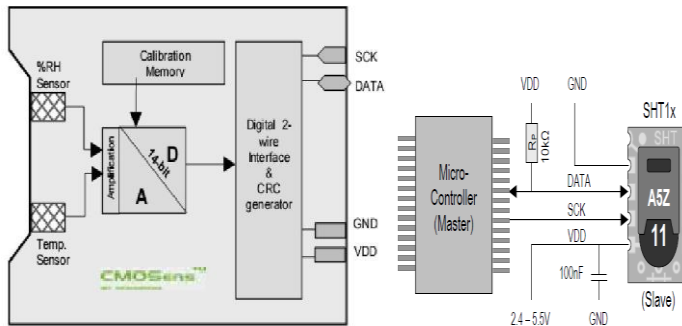 %RH
Sensor
Calibration
Memory
SCK
DATA
Amplification
14-bit
D
A
Digital 2-
wire
Interface
&
CRC
generator
GND
VDD
Temp.
Sensor
CMOSens™
VDD
GND
SHT1x
RP
10kΩ
SHT
Micro-
Controller
(Master)
DATA
A5Z
SCK
11
VDD
100nF
(Slave)
2.4 – 5.5V
GND